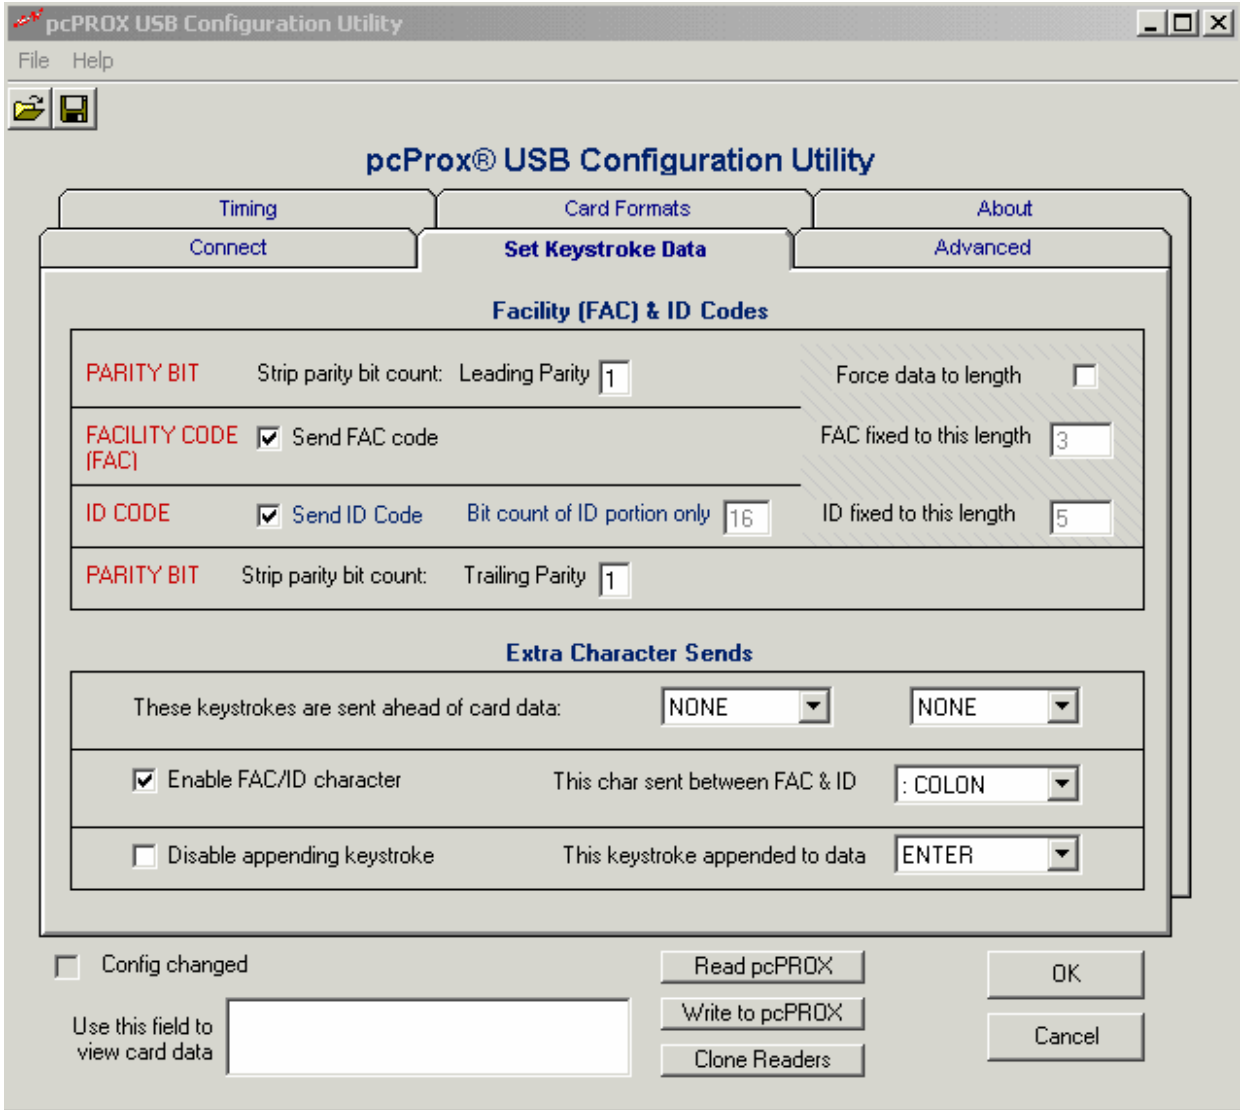 pcPROX USB Configuration Utility
File Help
pcProx® USB Configuration Utility
Timing Card Formats About
Connect Set Keystroke Data Advanced
Facility (FAC) & ID Codes
PARITY BIT Strip parity bit count: Leading Parity 1 Force data to length
FACILITY CODE (FAC) Send FAC code FAC fixed to this length 3
ID CODE Send ID Code Bit count of ID portion only 16 ID fixed to this length 5
PARITY BIT Strip parity bit count: Trailing Parity 1
Extra Character Sends
These keystrokes are sent ahead of card data: NONE NONE
Enable FAC/ID character This char sent between FAC & ID : COLON
Disable appending keystroke This keystroke appended to data ENTER
Config changed Read pcPROX OK
Use this field to view card data Write to pcPROX Cancel
Clone Readers